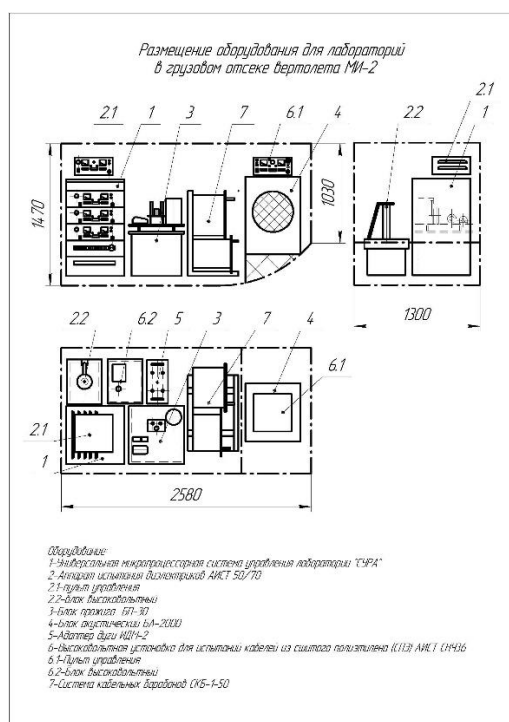 Размещение оборудования для лабораторий
в грузовом отсеке вертолета МИ-2
2.1 1 3 7 6.1 4
2.2 2.1 1
1470
1030
1300
2.2 6.2 5 3 7 4
6.1
2.1
1
2580
Оборудование:
1-Универсальная микропроцессорная система управления лаборатории "СУРА"
2-Аппарат испытания диэлектриков АИСТ 50/70
2.1-пульт управления
2.2-блок высоковольтный
3-Блок прожига БП-30
4-Блок акустический БА-2000
5-Адаптер дуги ИДМ-2
6-Высоковольтная установка для испытаний кабелей из сшитого полиэтилена (СПЭ) АИСТ СНЧ36
6.1-Пульт управления
6.2-Блок высоковольтный
7-Система кабельных барабанов СКБ-1-50